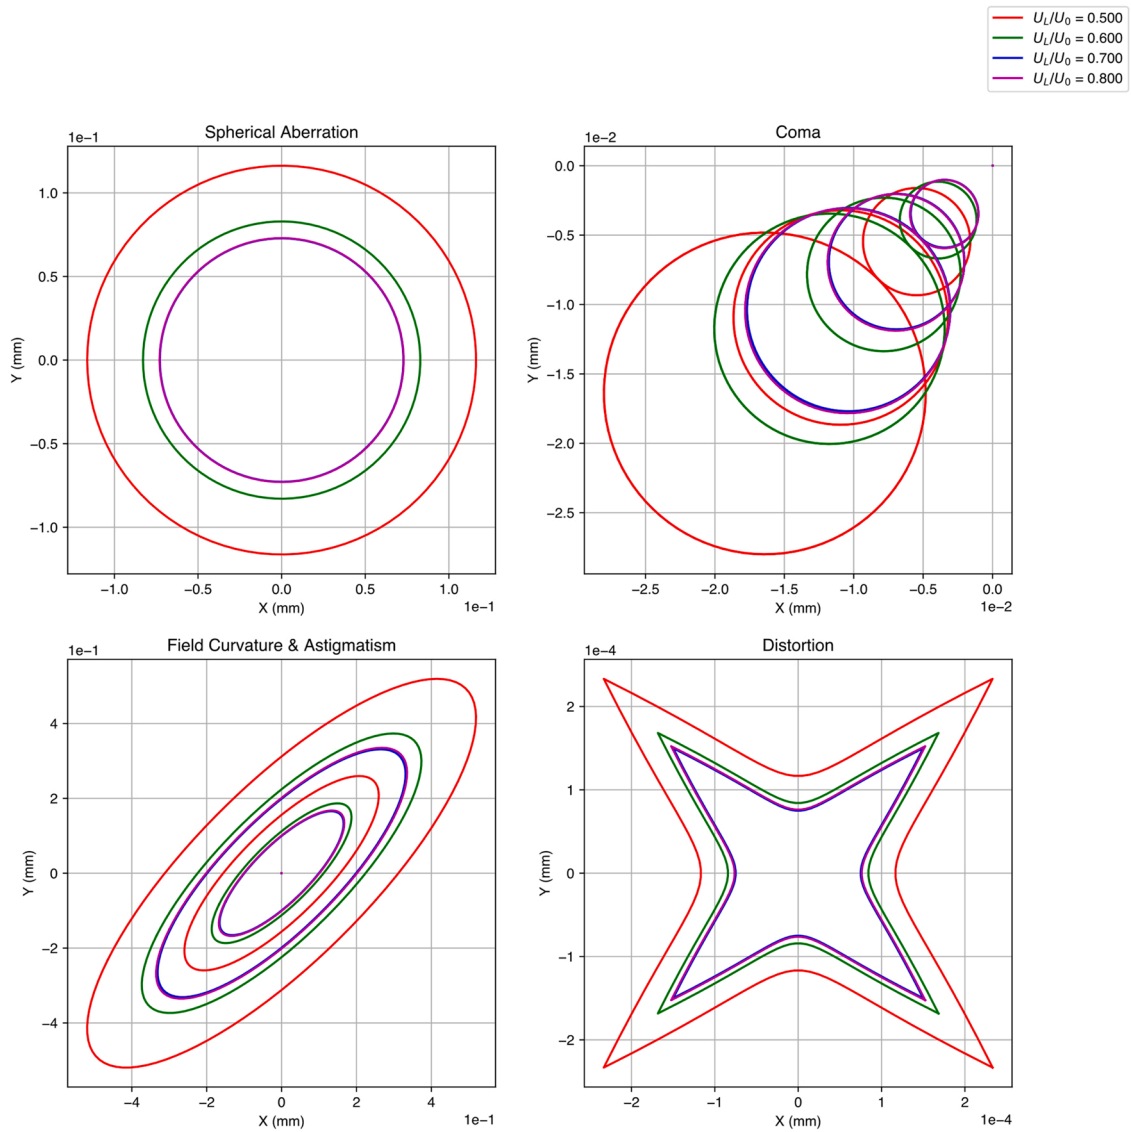 U_L/U_0 = 0.500
U_L/U_0 = 0.600
U_L/U_0 = 0.700
U_L/U_0 = 0.800
Spherical Aberration
1e−1
1.0
0.5
0.0
−0.5
−1.0
Y (mm)
−1.0 −0.5 0.0 0.5 1.0
X (mm)
1e−1
Coma
1e−2
0.0
−0.5
−1.0
−1.5
−2.0
−2.5
Y (mm)
−2.5 −2.0 −1.5 −1.0 −0.5 0.0
X (mm)
1e−2
Field Curvature & Astigmatism
1e−1
4
2
0
−2
−4
Y (mm)
−4 −2 0 2 4
X (mm)
1e−1
Distortion
1e−4
2
1
0
−1
−2
Y (mm)
−2 −1 0 1 2
X (mm)
1e−4